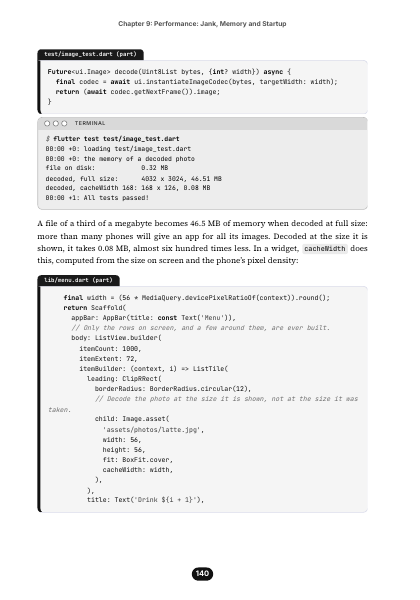 Chapter 9: Performance: Jank, Memory and Startup
test/image_test.dart (part)
Future<ui.Image> decode(Uint8List bytes, {int? width}) async {
  final codec = await ui.instantiateImageCodec(bytes, targetWidth: width);
  return (await codec.getNextFrame()).image;
}
TERMINAL
$ flutter test test/image_test.dart
00:00 +0: loading test/image_test.dart
00:00 +0: the memory of a decoded photo
file on disk:           0.32 MB
decoded, full size:     4032 x 3024, 46.51 MB
decoded, cacheWidth 168: 168 x 126, 0.08 MB
00:00 +1: All tests passed!
A file of a third of a megabyte becomes 46.5 MB of memory when decoded at full size:
more than many phones will give an app for all its images. Decoded at the size it is
shown, it takes 0.08 MB, almost six hundred times less. In a widget, cacheWidth does
this, computed from the size on screen and the phone's pixel density:
lib/menu.dart (part)
    final width = (56 * MediaQuery.devicePixelRatioOf(context)).round();
    return Scaffold(
      appBar: AppBar(title: const Text('Menu')),
      // Only the rows on screen, and a few around them, are ever built.
      body: ListView.builder(
        itemCount: 1000,
        itemExtent: 72,
        itemBuilder: (context, i) => ListTile(
          leading: ClipRRect(
            borderRadius: BorderRadius.circular(12),
            // Decode the photo at the size it is shown, not at the size it was
taken.
            child: Image.asset(
              'assets/photos/latte.jpg',
              width: 56,
              height: 56,
              fit: BoxFit.cover,
              cacheWidth: width,
            ),
          ),
          title: Text('Drink ${i + 1}'),
140